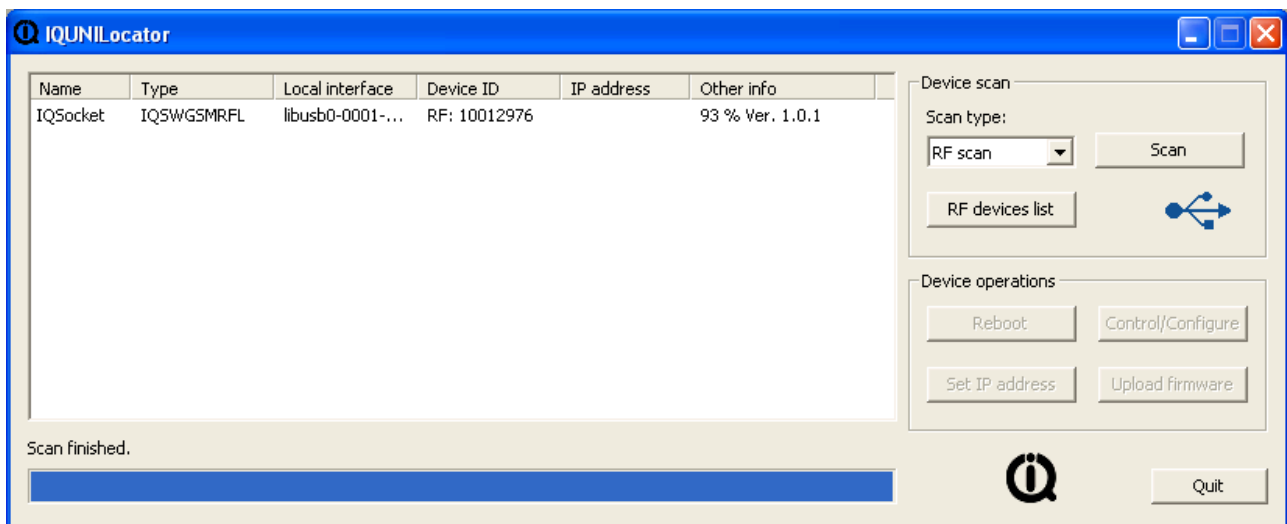 IQUNILocator
Name Type Local interface Device ID IP address Other info
IQSocket IQSWGSMRFL libusb0-0001-... RF: 10012976 93 % Ver. 1.0.1
Device scan
Scan type:
RF scan Scan
RF devices list
Device operations
Reboot Control/Configure
Set IP address Upload firmware
Scan finished.
Quit